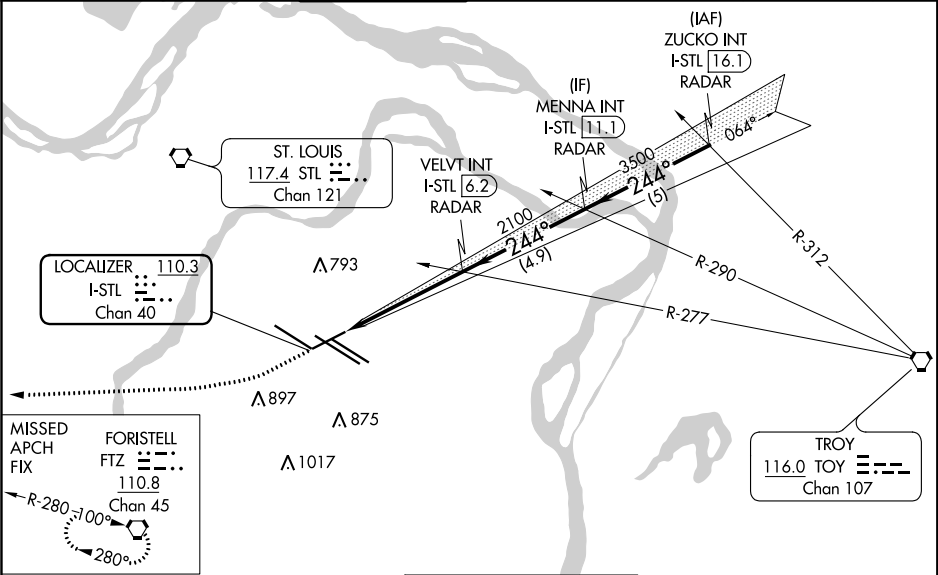 (IAF)
ZUCKO INT
I-STL 16.1
RADAR
(IF)
MENNA INT
I-STL 11.1
RADAR
064°
3500
244°
(5)
ST. LOUIS
117.4 STL
Chan 121
VELVT INT
I-STL 6.2
RADAR
2100
244°
(4.9)
R-312
R-290
R-277
LOCALIZER 110.3
I-STL
Chan 40
793
897
875
1017
MISSED
APCH
FIX
FORISTELL
FTZ
110.8
Chan 45
R-280
100°
280°
TROY
116.0 TOY
Chan 107